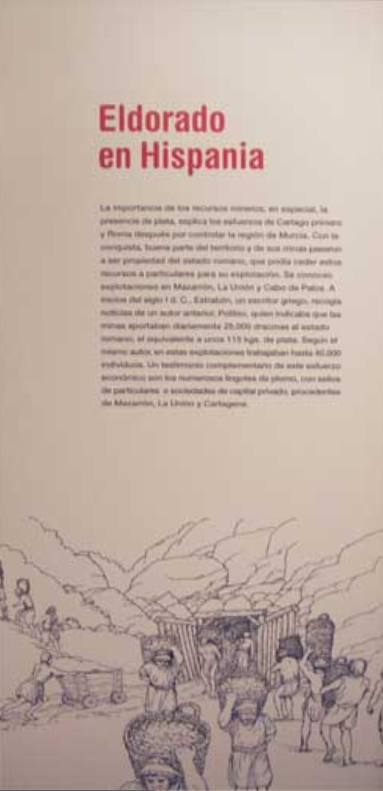 Eldorado
en Hispania
La importancia de los recursos mineros, en especial, la
presencia de plata, explica los esfuerzos de Cartago primero
y Roma después por controlar la región de Murcia. Con la
conquista, buena parte del territorio y de sus minas pasaron
a ser propiedad del estado romano, que podía ceder estos
recursos a particulares para su explotación. Se conocen
explotaciones en Mazarrón, La Unión y Cabo de Palos. A
inicios del siglo I d. C., Estrabón, un escritor griego, recogía
noticias de un autor anterior, Polibio, quien indicaba que las
minas aportaban diariamente 25.000 dracmas al estado
romano, el equivalente a unos 115 kgs. de plata. Según el
mismo autor, en estas explotaciones trabajaban hasta 40.000
individuos. Un testimonio complementario de este esfuerzo
económico son los numerosos lingotes de plomo, con sellos
de particulares o sociedades de capital privado, procedentes
de Mazarrón, La Unión y Cartagena.